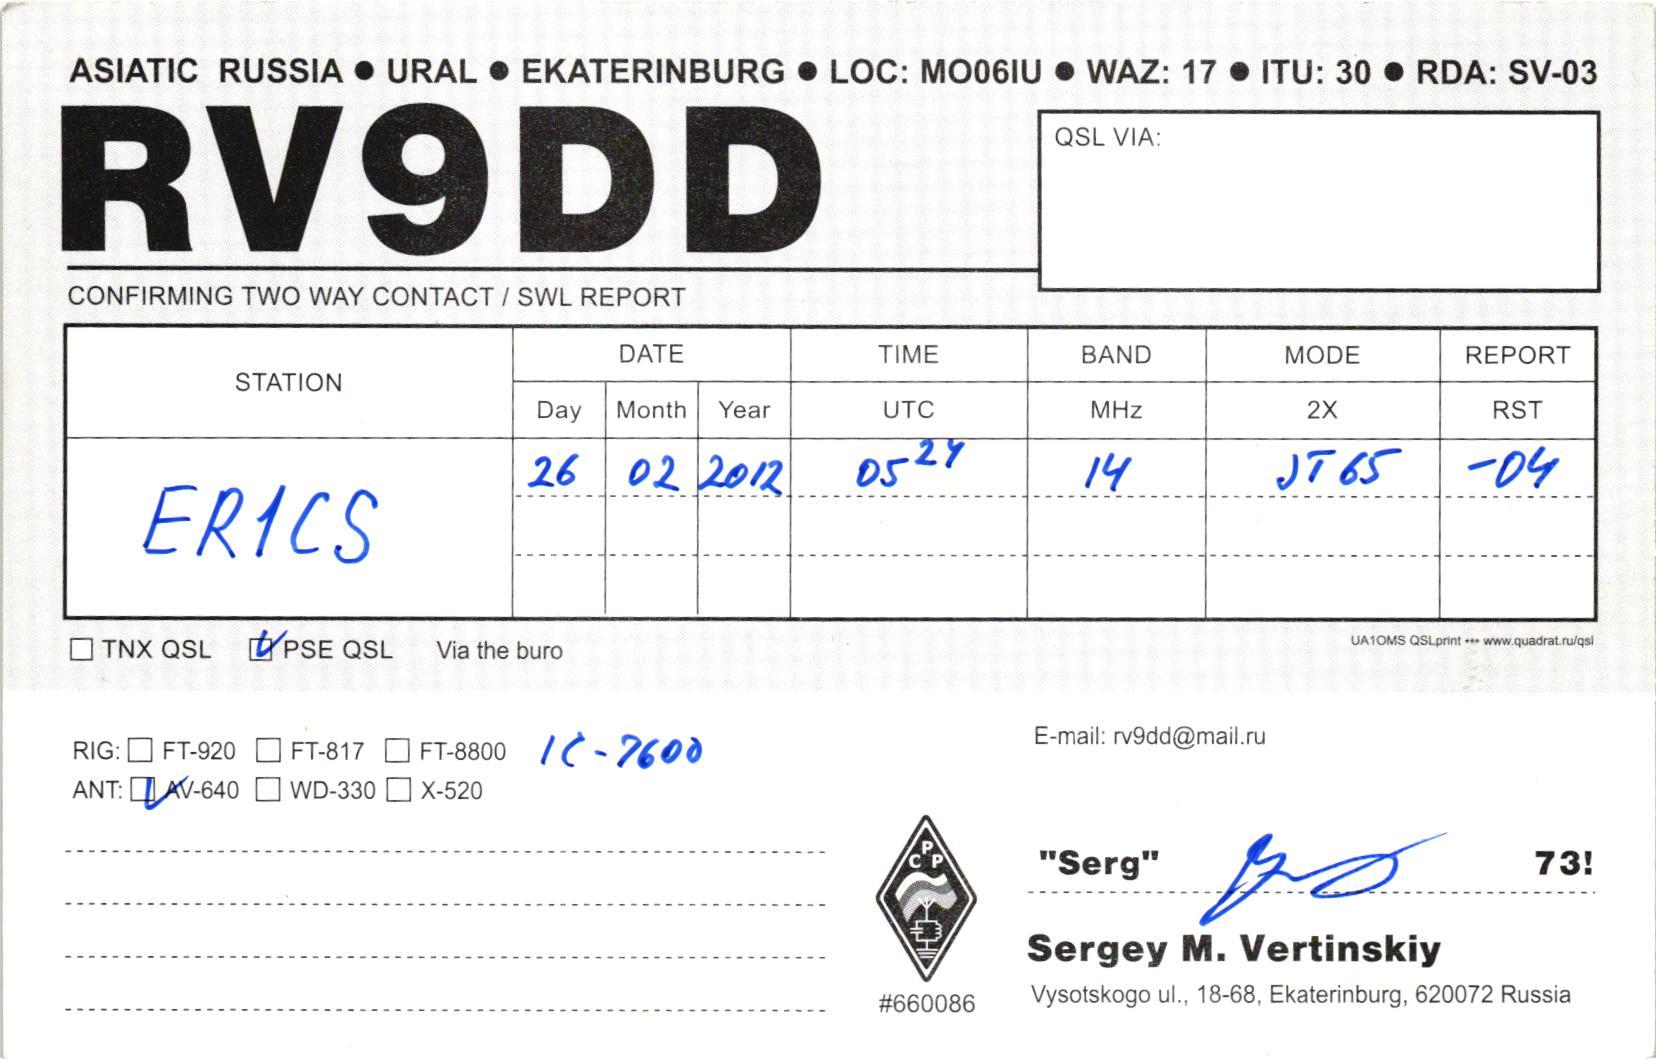 ASIATIC RUSSIA ● URAL ● EKATERINBURG ● LOC: MO06IU ● WAZ: 17 ● ITU: 30 ● RDA: SV-03
RV9DD
QSL VIA:
CONFIRMING TWO WAY CONTACT / SWL REPORT
STATION DATE TIME BAND MODE REPORT
Day Month Year UTC MHz 2X RST
26 02 2012 05 24 14 JT65 -04
ER1CS
TNX QSL PSE QSL Via the buro
UA1OMS QSLprint *** www.quadrat.ru/qsl
RIG: FT-920 FT-817 FT-8800 IC-7600
E-mail: rv9dd@mail.ru
ANT: AV-640 WD-330 X-520
С Р Р
"Serg" 73!
Sergey M. Vertinskiy
#660086
Vysotskogo ul., 18-68, Ekaterinburg, 620072 Russia